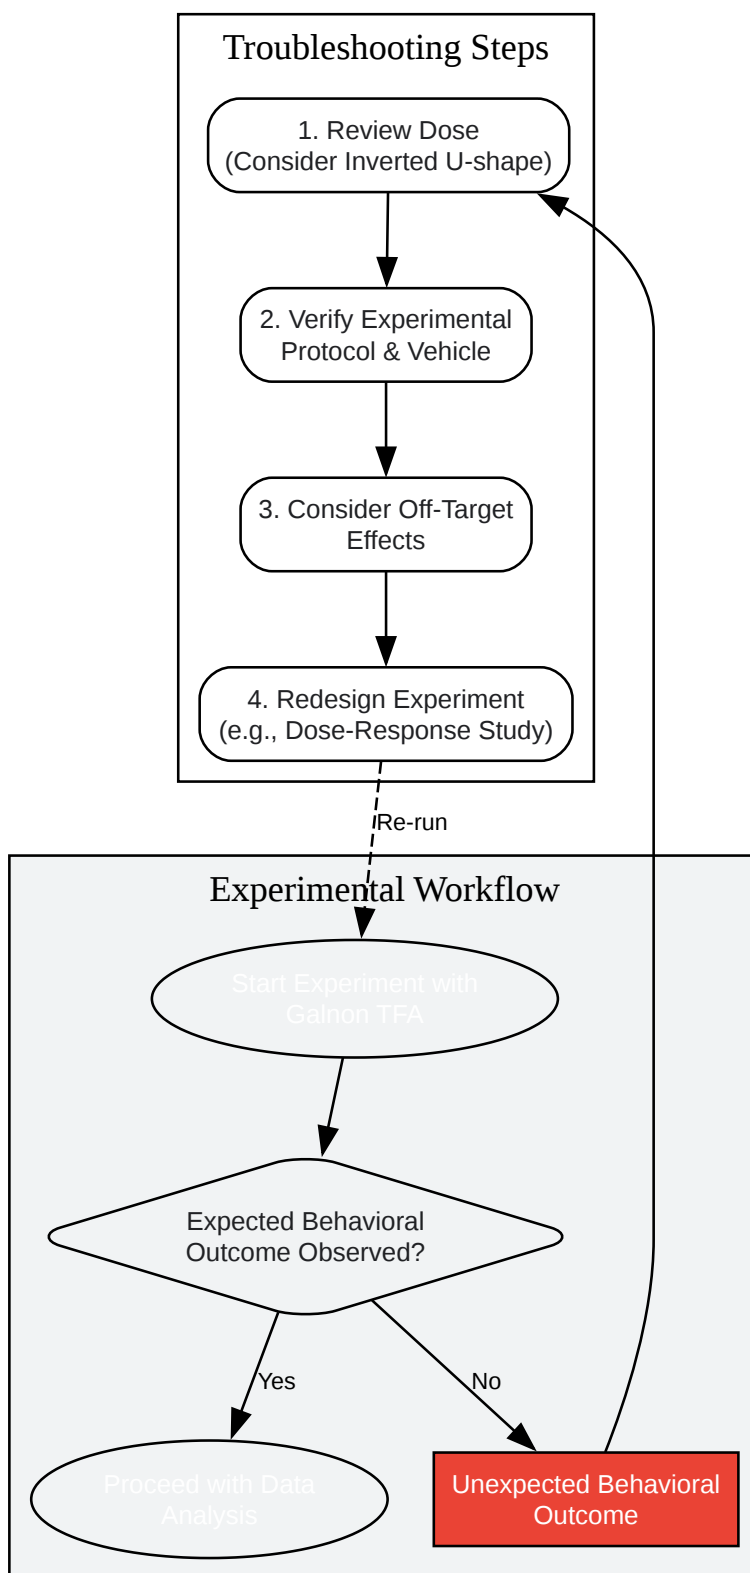 Troubleshooting Steps
1. Review Dose
(Consider Inverted U-shape)
2. Verify Experimental
Protocol & Vehicle
3. Consider Off-Target
Effects
4. Redesign Experiment
(e.g., Dose-Response Study)
Re-run
Experimental Workflow
Start Experiment with
Galnon TFA
Expected Behavioral
Outcome Observed?
Yes
No
Proceed with Data
Analysis
Unexpected Behavioral
Outcome